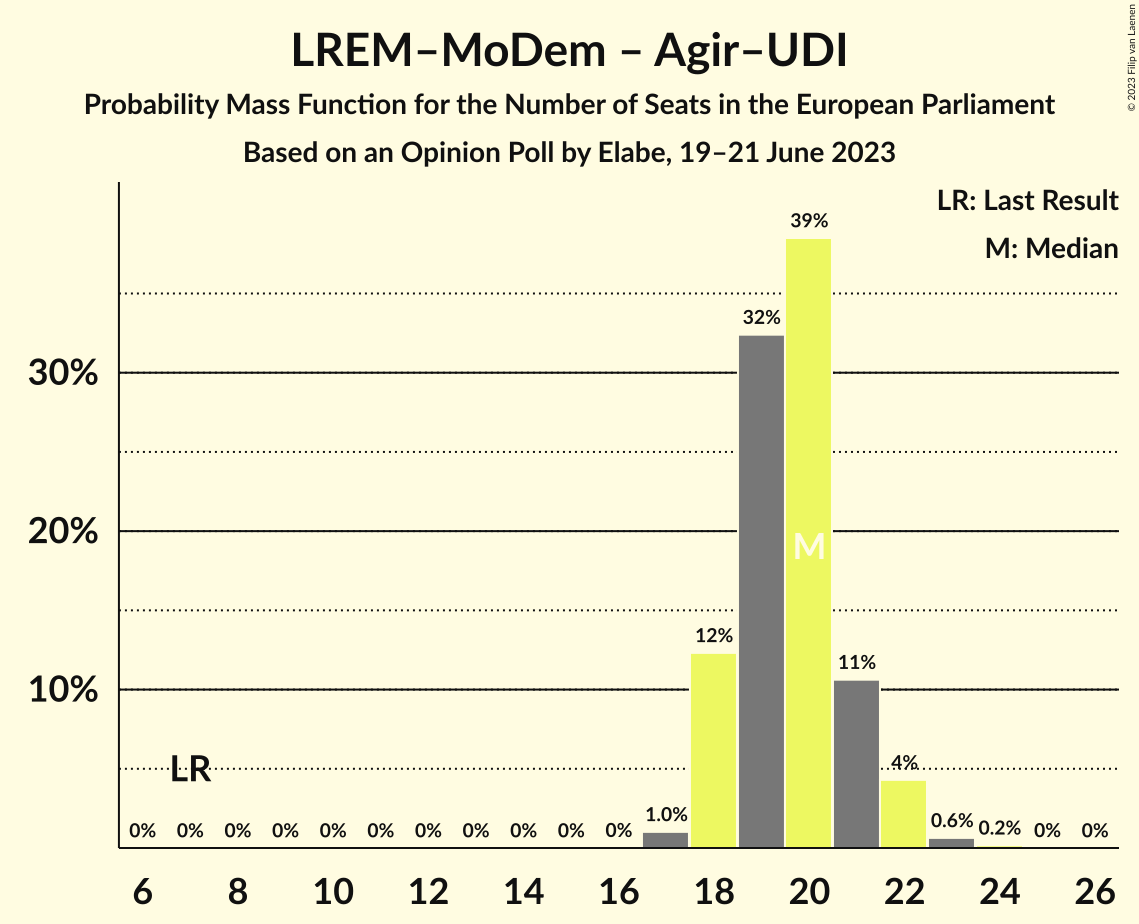 LREM–MoDem – Agir–UDI
Probability Mass Function for the Number of Seats in the European Parliament
Based on an Opinion Poll by Elabe, 19–21 June 2023
© 2023 Filip van Laenen
LR: Last Result
M: Median
39%
32%
30%
20%
M
12%
11%
10%
LR
4%
0% 0% 0% 0% 0% 0% 0% 0% 0% 0% 0% 1.0% 0.6% 0.2% 0% 0%
6 8 10 12 14 16 18 20 22 24 26